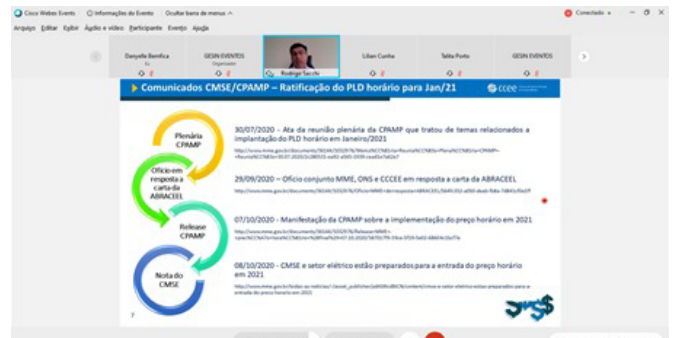 Cisco Webex Events
Informações do Evento
Ocultar barra de menus
Conectado
Arquivo Editar Exibir Áudio e vídeo Participante Evento Ajuda
Danyelle Bemfica
Eu
GESIN EVENTOS
Organizador
Rodrigo Sacchi
Lilian Cunha
Talita Porto
GESIN EVENTOS
Comunicados CMSE/CPAMP – Ratificação do PLD horário para Jan/21
ccee
Plenária
CPAMP
30/07/2020 - Ata da reunião plenária da CPAMP que tratou de temas relacionados a
implantação do PLD horário em Janeiro/2021
Ofício em
resposta a
carta da
ABRACEEL
29/09/2020 – Ofício conjunto MME, ONS e CCCEE em resposta a carta da ABRACEEL
Release
CPAMP
07/10/2020 - Manifestação da CPAMP sobre a implementação do preço horário em 2021
Nota do
CMSE
08/10/2020 - CMSE e setor elétrico estão preparados para a entrada do preço horário
em 2021
7